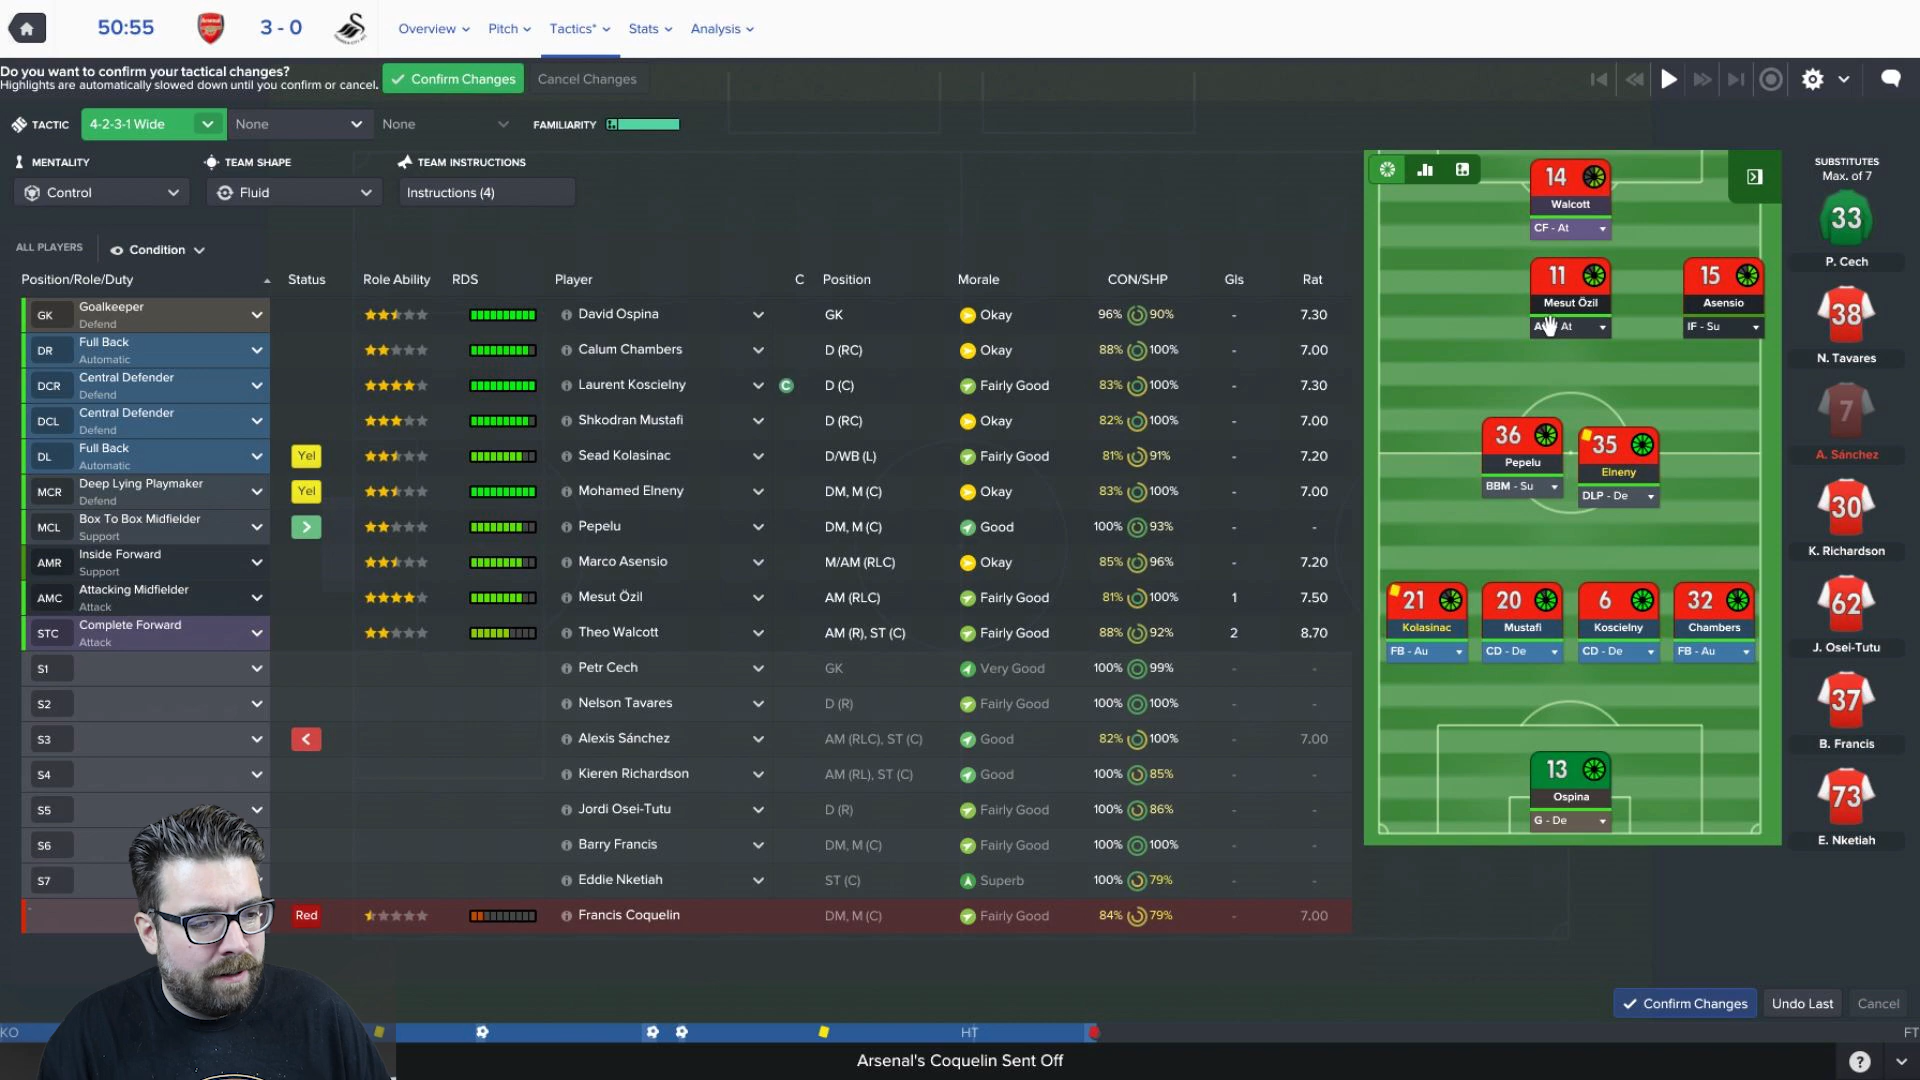 50:55
3 - 0
Overview
Pitch
Tactics*
Stats
Analysis
Do you want to confirm your tactical changes?
Highlights are automatically slowed down until you confirm or cancel.
Confirm Changes
Cancel Changes
TACTIC
4-2-3-1 Wide
None
None
FAMILIARITY
MENTALITY
TEAM SHAPE
TEAM INSTRUCTIONS
Control
Fluid
Instructions (4)
ALL PLAYERS
Condition
Position/Role/Duty Status Role Ability RDS Player C Position Morale CON/SHP Gls Rat
GK Goalkeeper Defend David Ospina GK Okay 96% 90% - 7.30
DR Full Back Automatic Calum Chambers D (RC) Okay 88% 100% - 7.00
DCR Central Defender Defend Laurent Koscielny C D (C) Fairly Good 83% 100% - 7.30
DCL Central Defender Defend Shkodran Mustafi D (RC) Okay 82% 100% - 7.00
DL Full Back Automatic Yel Sead Kolasinac D/WB (L) Fairly Good 81% 91% - 7.20
MCR Deep Lying Playmaker Defend Yel Mohamed Elneny DM, M (C) Okay 83% 100% - 7.00
MCL Box To Box Midfielder Support Pepelu DM, M (C) Good 100% 93% - -
AMR Inside Forward Support Marco Asensio M/AM (RLC) Okay 85% 96% - 7.20
AMC Attacking Midfielder Attack Mesut Özil AM (RLC) Fairly Good 81% 100% 1 7.50
STC Complete Forward Attack Theo Walcott AM (R), ST (C) Fairly Good 88% 92% 2 8.70
S1 Petr Cech GK Very Good 100% 99% - -
S2 Nelson Tavares D (R) Fairly Good 100% 100% - -
S3 Alexis Sánchez AM (RLC), ST (C) Good 82% 100% - 7.00
S4 Kieren Richardson AM (RL), ST (C) Good 100% 85% - -
S5 Jordi Osei-Tutu D (R) Fairly Good 100% 86% - -
S6 Barry Francis DM, M (C) Fairly Good 100% 100% - -
S7 Eddie Nketiah ST (C) Superb 100% 79% - -
- Red Francis Coquelin DM, M (C) Fairly Good 84% 79% - 7.00
14
Walcott
CF - At
11
Mesut Özil
At
15
Asensio
IF - Su
36
Pepelu
BBM - Su
35
Elneny
DLP - De
21
Kolasinac
FB - Au
20
Mustafi
CD - De
6
Koscielny
CD - De
32
Chambers
FB - Au
13
Ospina
G - De
SUBSTITUTES
Max. of 7
33
P. Cech
38
N. Tavares
7
A. Sánchez
30
K. Richardson
62
J. Osei-Tutu
37
B. Francis
73
E. Nketiah
Confirm Changes
Undo Last
Cancel
KO
HT
FT
Arsenal's Coquelin Sent Off